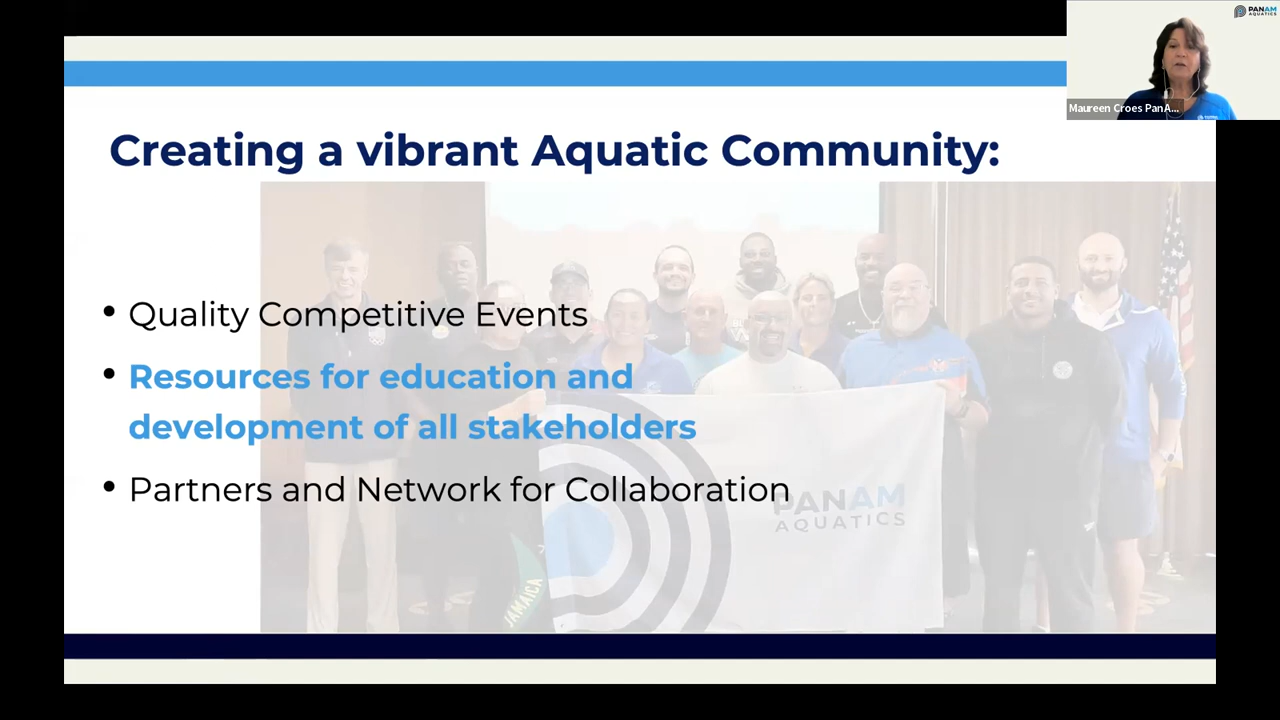 PANAM
AQUATICS
Maureen Croes PanA...
Creating a vibrant Aquatic Community:
• Quality Competitive Events
• Resources for education and
development of all stakeholders
• Partners and Network for Collaboration
PANAM
AQUATICS
JAMAICA